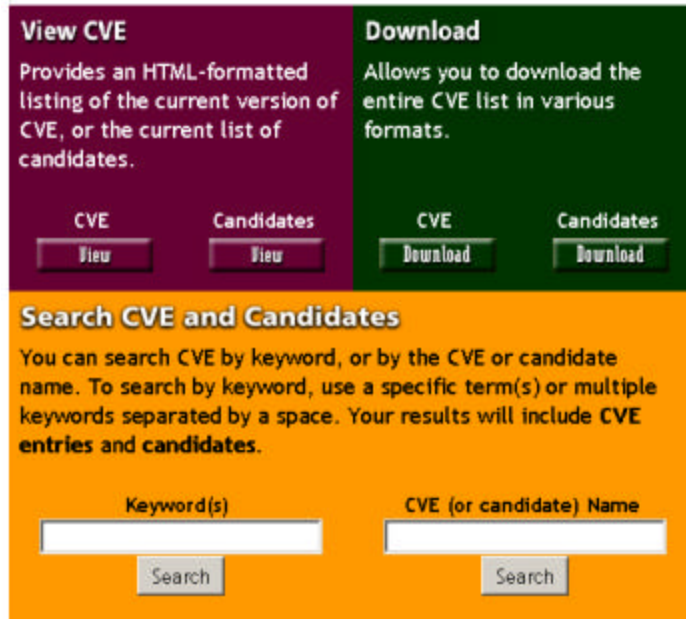 View CVE
Provides an HTML-formatted
listing of the current version of
CVE, or the current list of
candidates.
CVE Candidates
View View
Download
Allows you to download the
entire CVE list in various
formats.
CVE Candidates
Download Download
Search CVE and Candidates
You can search CVE by keyword, or by the CVE or candidate
name. To search by keyword, use a specific term(s) or multiple
keywords separated by a space. Your results will include CVE
entries and candidates.
Keyword(s) CVE (or candidate) Name
Search Search